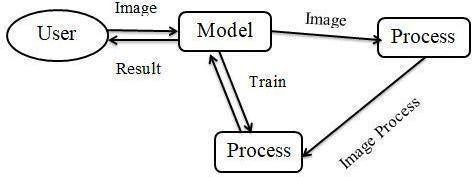 Image
User
Model
Image
Process
Result
Train
Image Process
Process